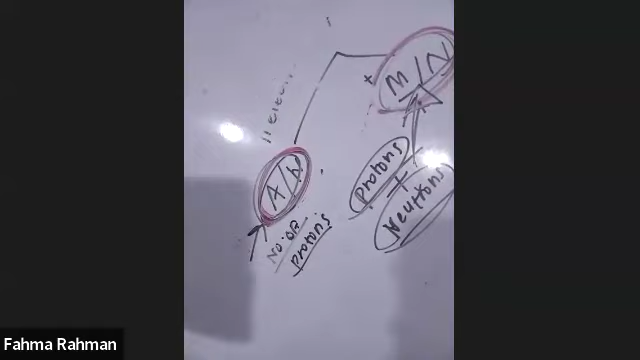 M/N
+
A/N
NO. OF
protons
protons
+
Neutrons
Fahma Rahman